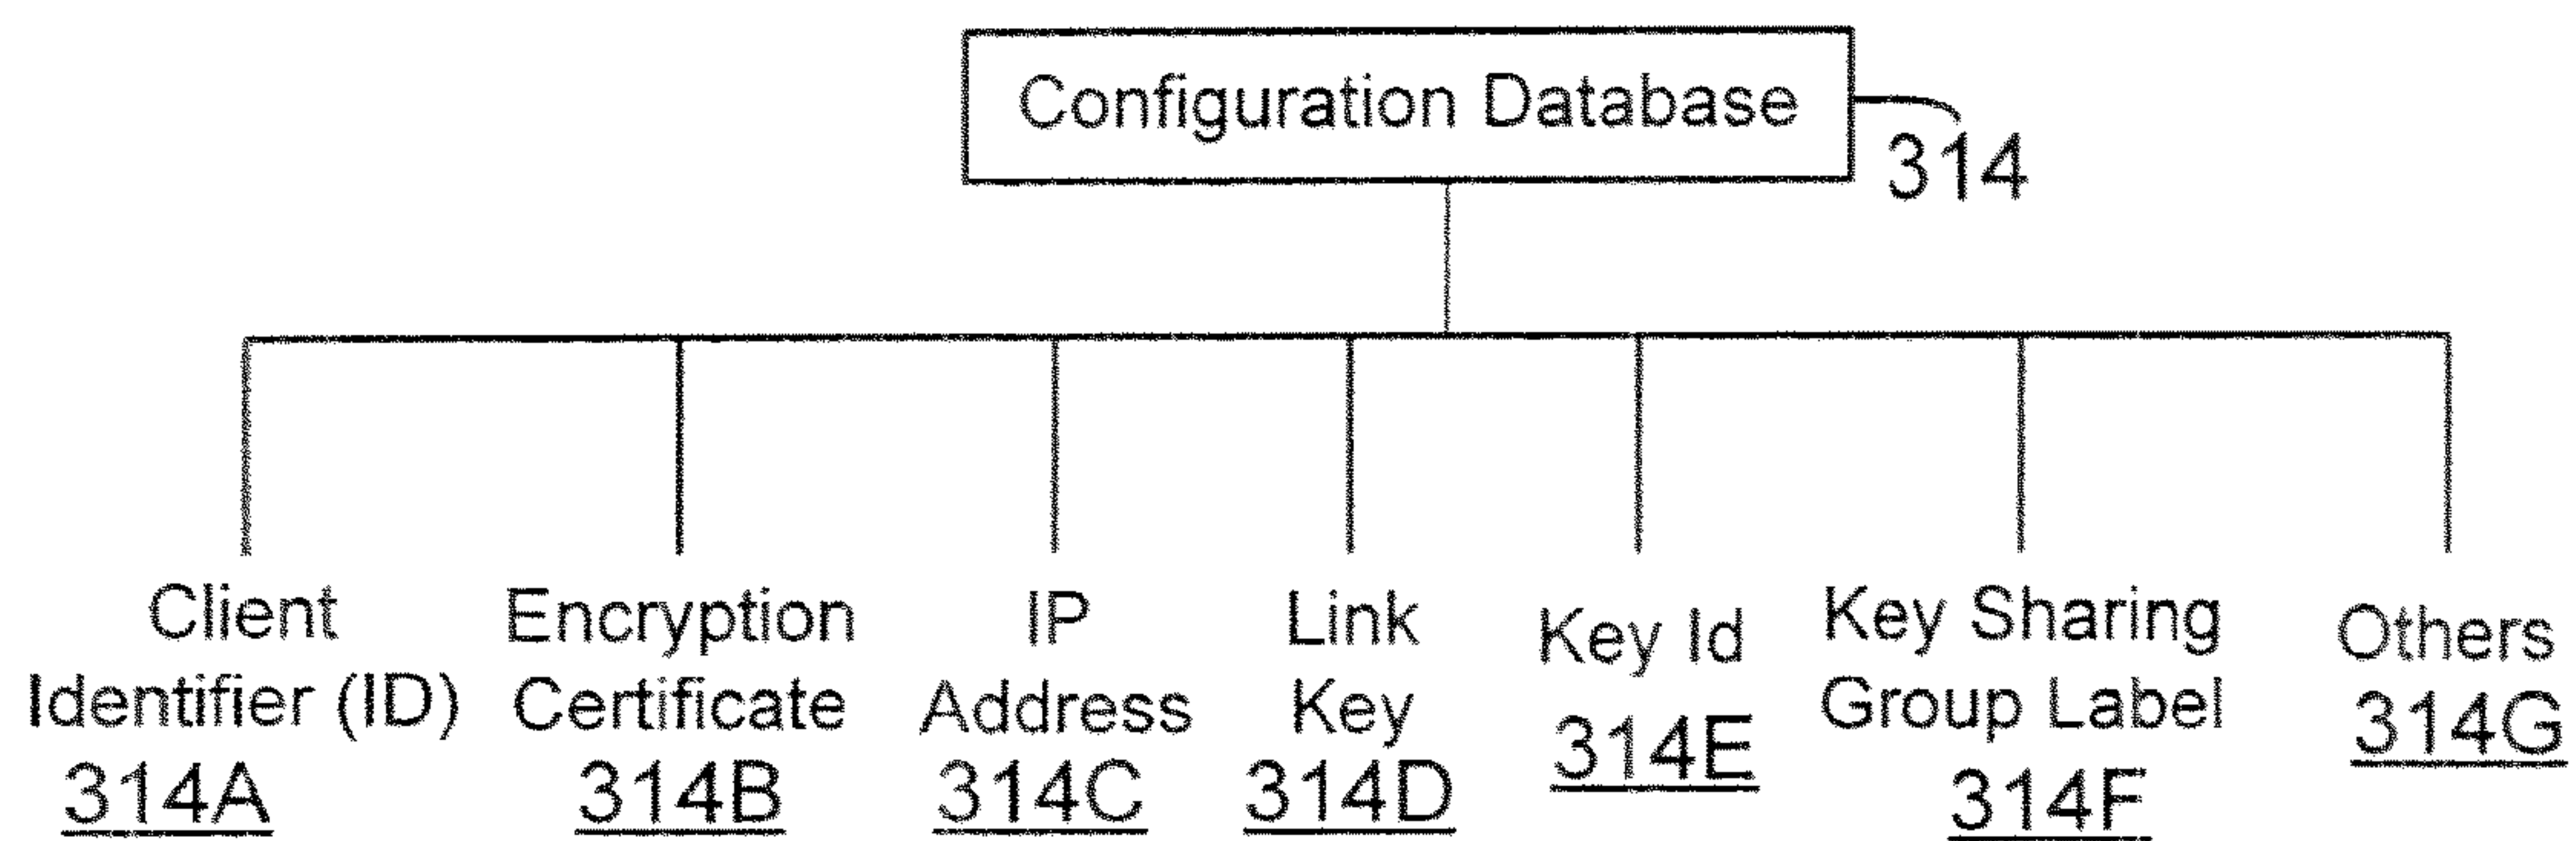 Configuration Database
314
Client
Identifier (ID)
314A
Encryption
Certificate
314B
IP
Address
314C
Link
Key
314D
Key Id
314E
Key Sharing
Group Label
314F
Others
314G